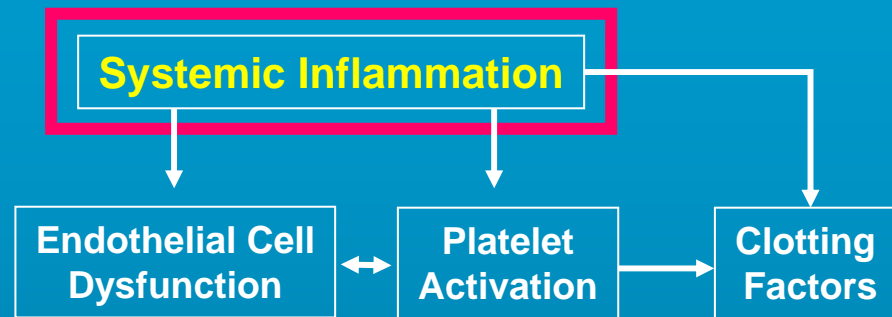 Systemic Inflammation
Endothelial Cell
Dysfunction
Platelet
Activation
Clotting
Factors